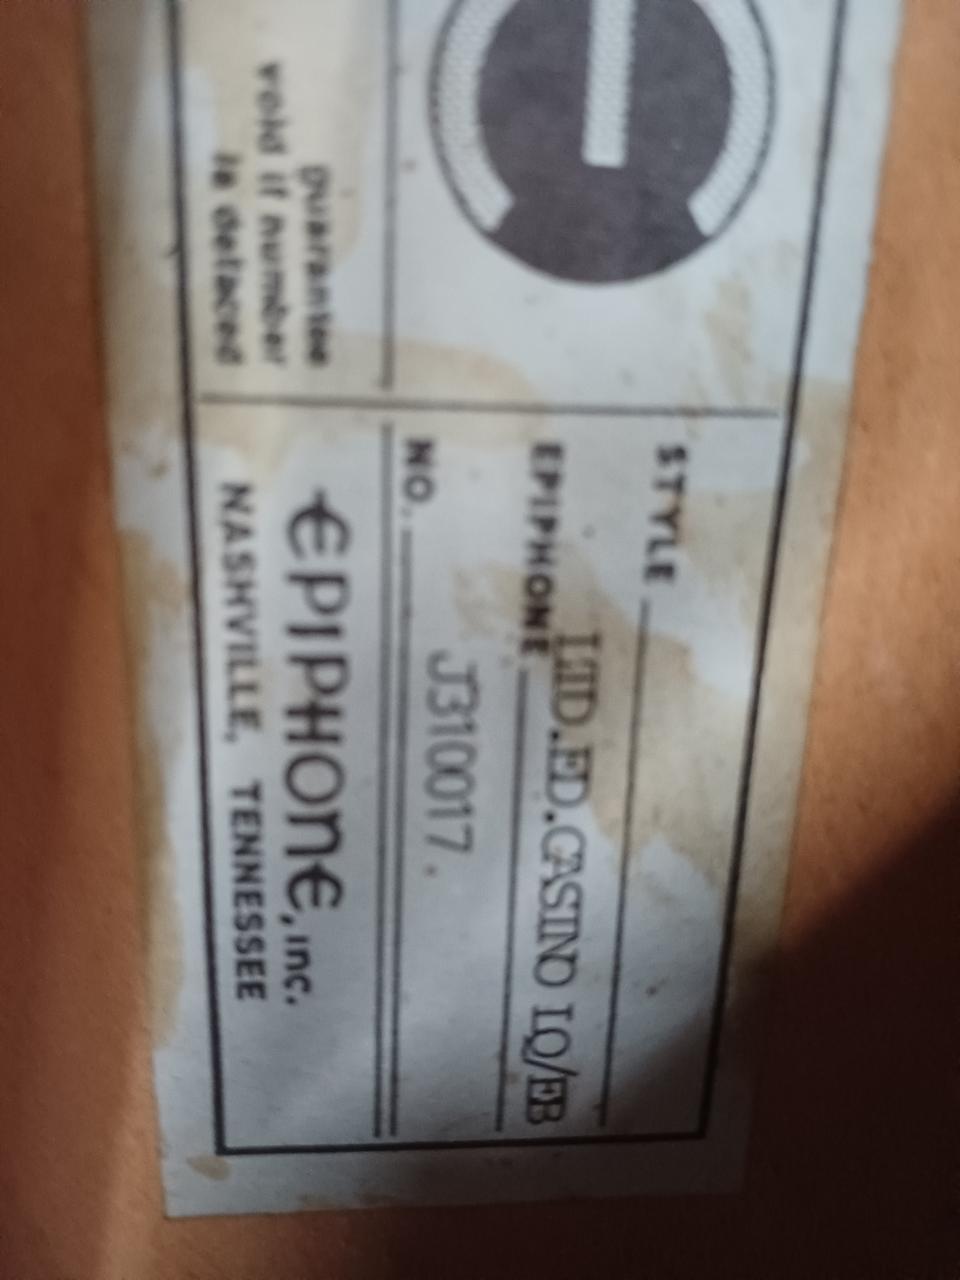 STYLE
LTD.ED.CASINO LQ/EB
EPIPHONE
NO. J310017.
EPIPHONE, inc.
NASHVILLE, TENNESSEE
guarantee
void if number
is defaced